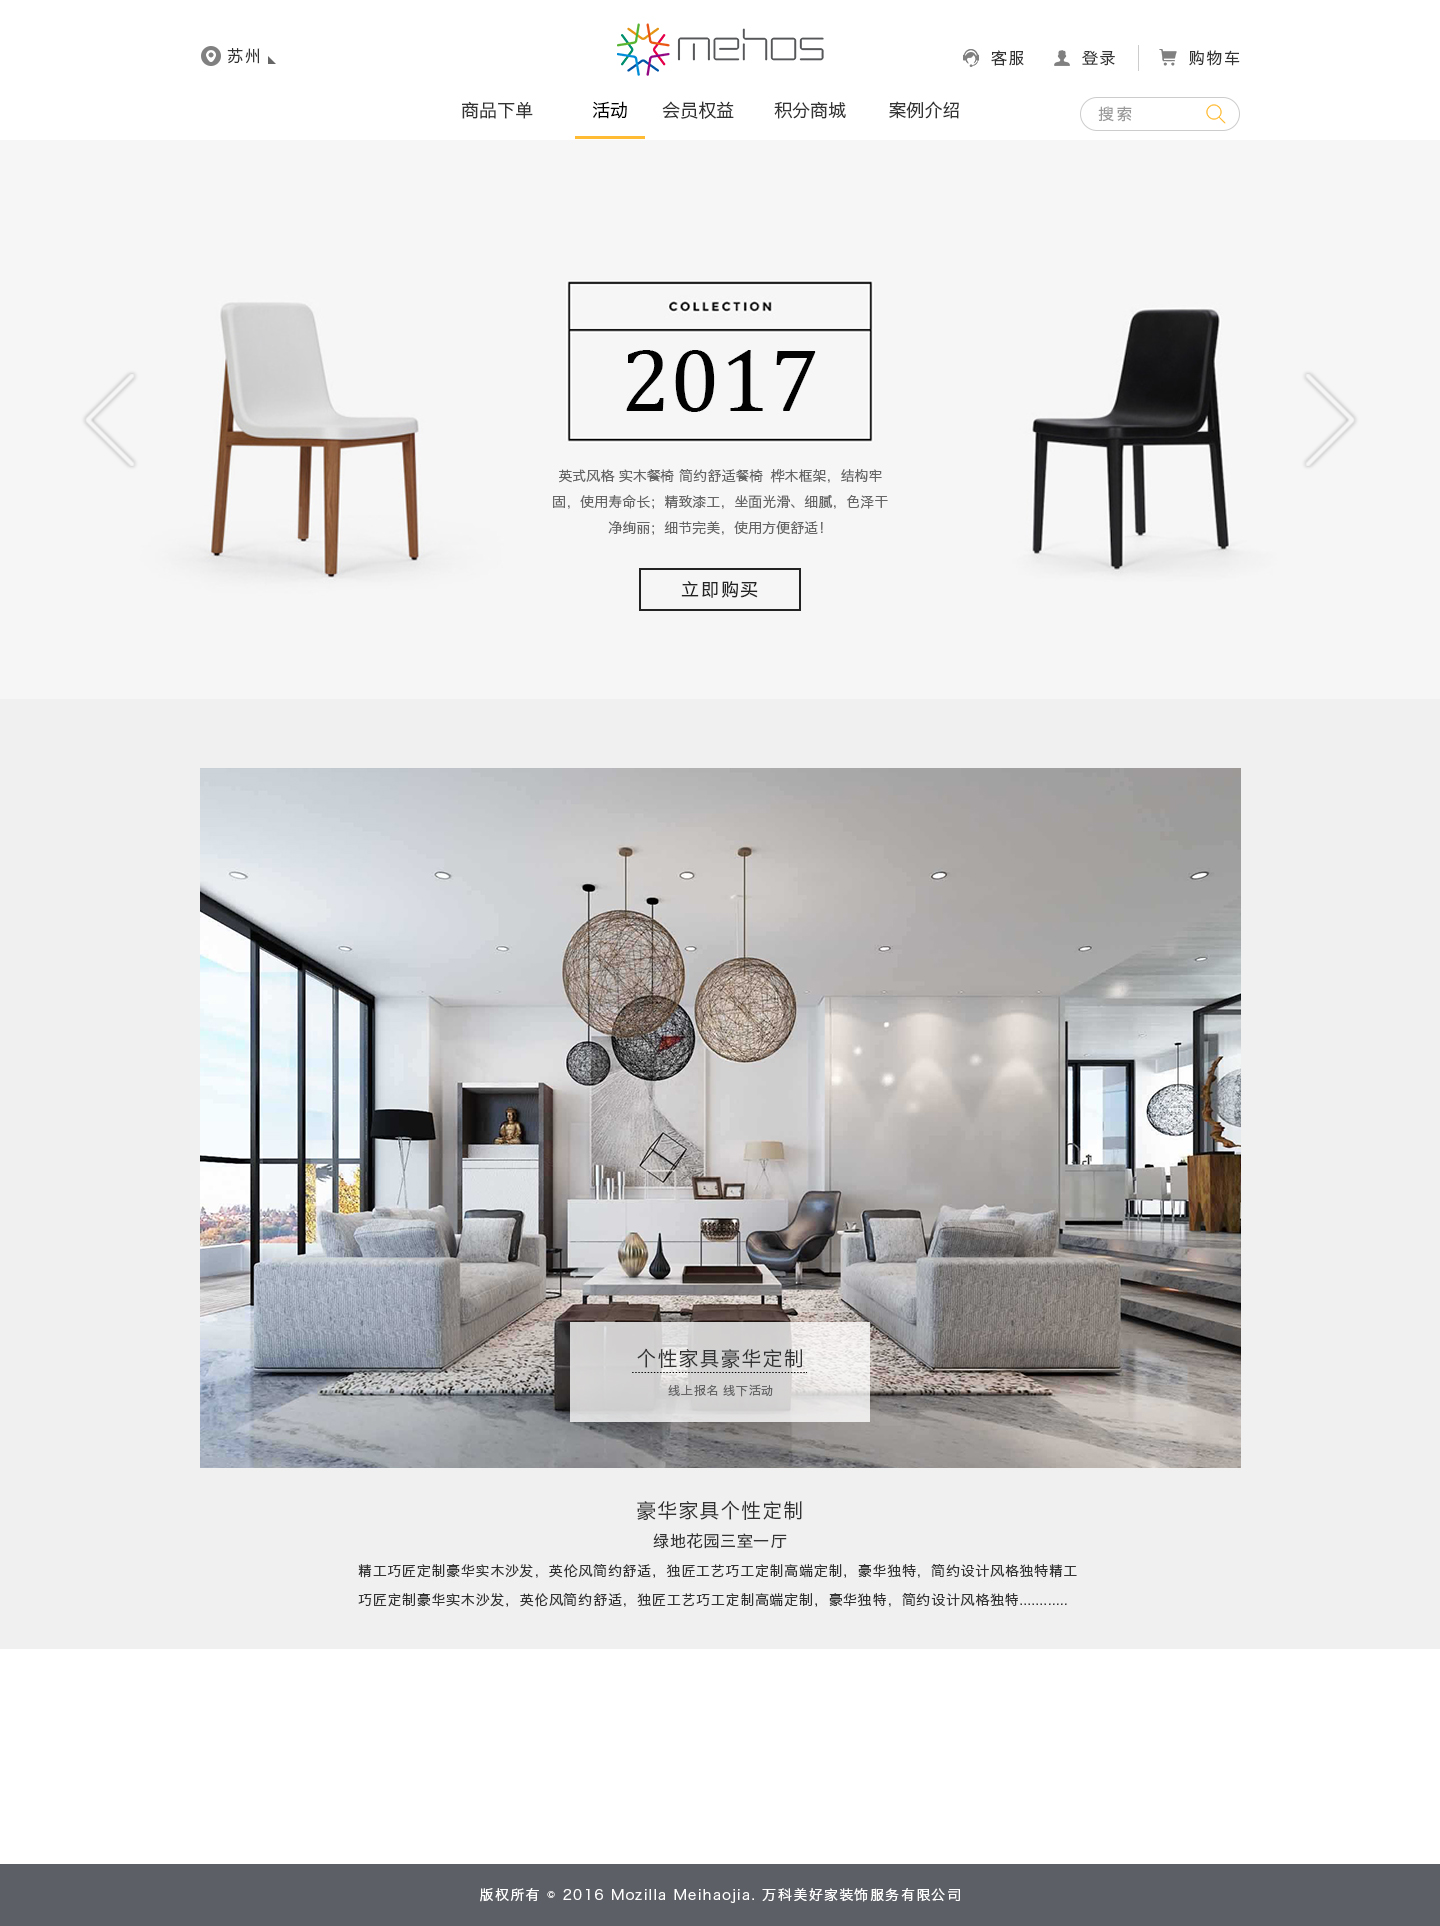 苏州
mehos
客服
登录
购物车
商品下单
活动
会员权益
积分商城
案例介绍
搜索
COLLECTION
2017
英式风格 实木餐椅 简约舒适餐椅 桦木框架，结构牢
固，使用寿命长；精致漆工，坐面光滑、细腻，色泽干
净绚丽；细节完美，使用方便舒适！
立即购买
个性家具豪华定制
线上报名 线下活动
豪华家具个性定制
绿地花园三室一厅
精工巧匠定制豪华实木沙发，英伦风简约舒适，独匠工艺巧工定制高端定制，豪华独特，简约设计风格独特精工
巧匠定制豪华实木沙发，英伦风简约舒适，独匠工艺巧工定制高端定制，豪华独特，简约设计风格独特............
版权所有 © 2016 Mozilla Meihaojia. 万科美好家装饰服务有限公司